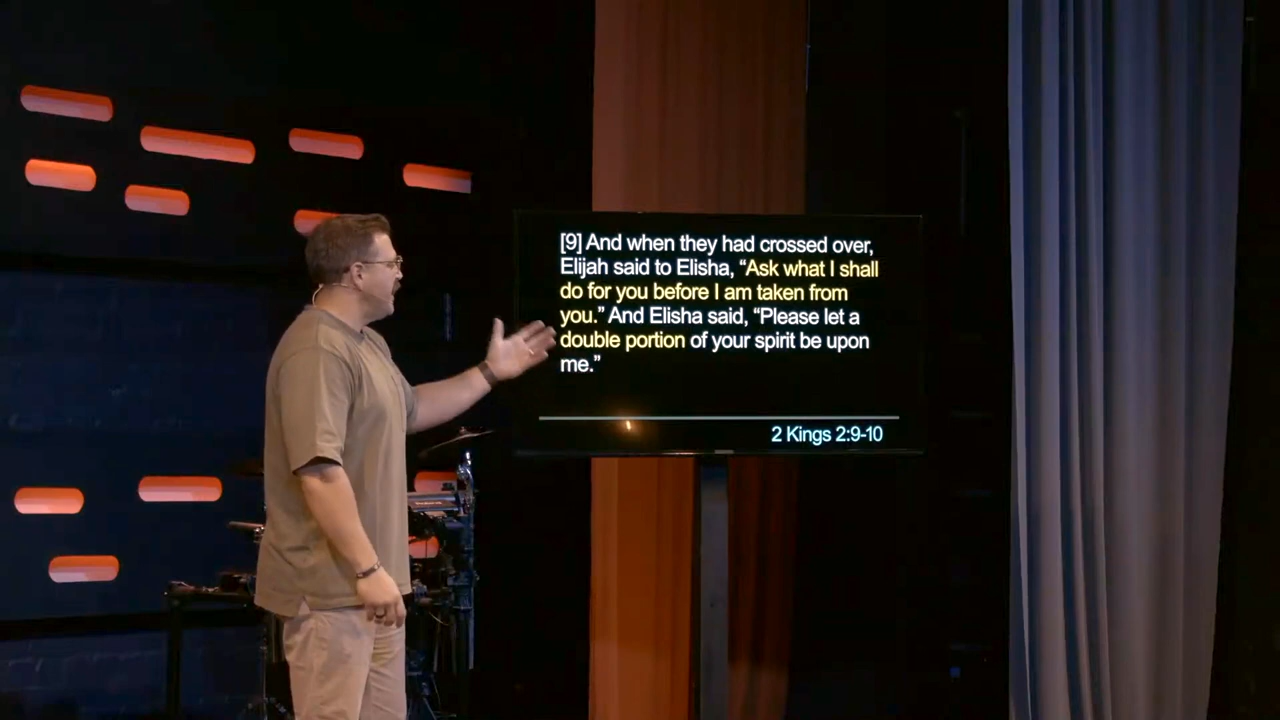 [9] And when they had crossed over,
Elijah said to Elisha, “Ask what I shall
do for you before I am taken from
you.” And Elisha said, “Please let a
double portion of your spirit be upon
me.”
2 Kings 2:9-10